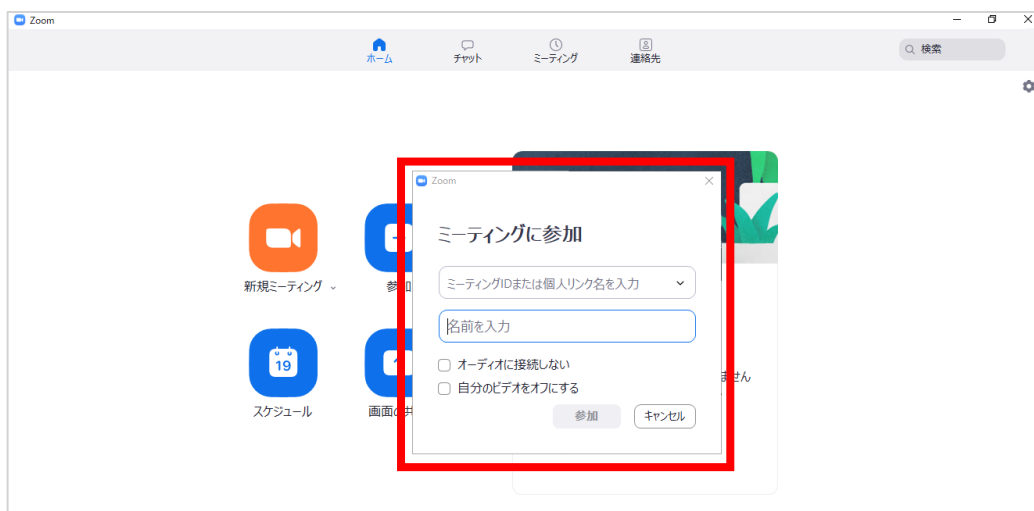 Zoom
ホーム
チャット
ミーティング
連絡先
検索
Zoom
ミーティングに参加
新規ミーティング
参加
ミーティングIDまたは個人リンク名を入力
名前を入力
19
オーディオに接続しない
自分のビデオをオフにする
ません
スケジュール
画面の共
参加
キャンセル